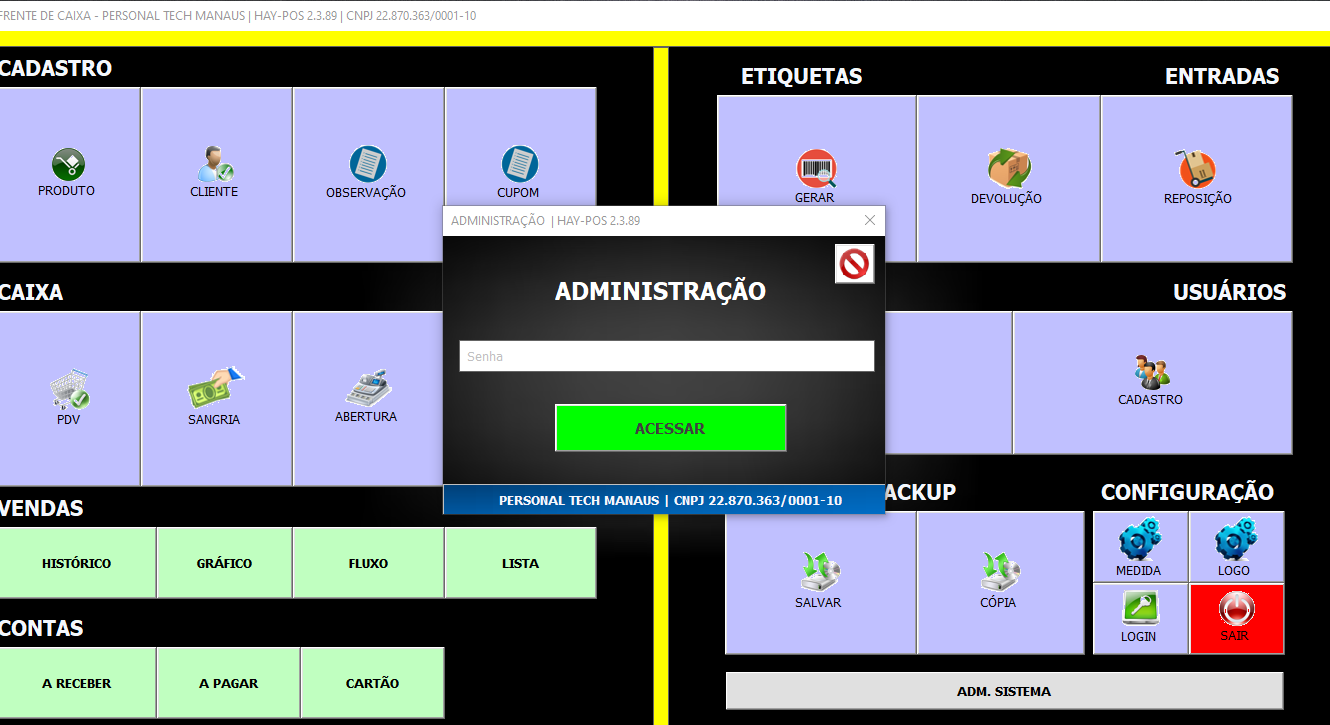 FRENTE DE CAIXA - PERSONAL TECH MANAUS | HAY-POS 2.3.89 | CNPJ 22.870.363/0001-10
CADASTRO
PRODUTO
CLIENTE
OBSERVAÇÃO
CUPOM
ETIQUETAS
ENTRADAS
GERAR
DEVOLUÇÃO
REPOSIÇÃO
ADMINISTRAÇÃO | HAY-POS 2.3.89
ADMINISTRAÇÃO
Senha
ACESSAR
PERSONAL TECH MANAUS | CNPJ 22.870.363/0001-10
CAIXA
PDV
SANGRIA
ABERTURA
USUÁRIOS
CADASTRO
VENDAS
HISTÓRICO
GRÁFICO
FLUXO
LISTA
CONTAS
A RECEBER
A PAGAR
CARTÃO
ACKUP
SALVAR
CÓPIA
CONFIGURAÇÃO
MEDIDA
LOGO
LOGIN
SAIR
ADM. SISTEMA